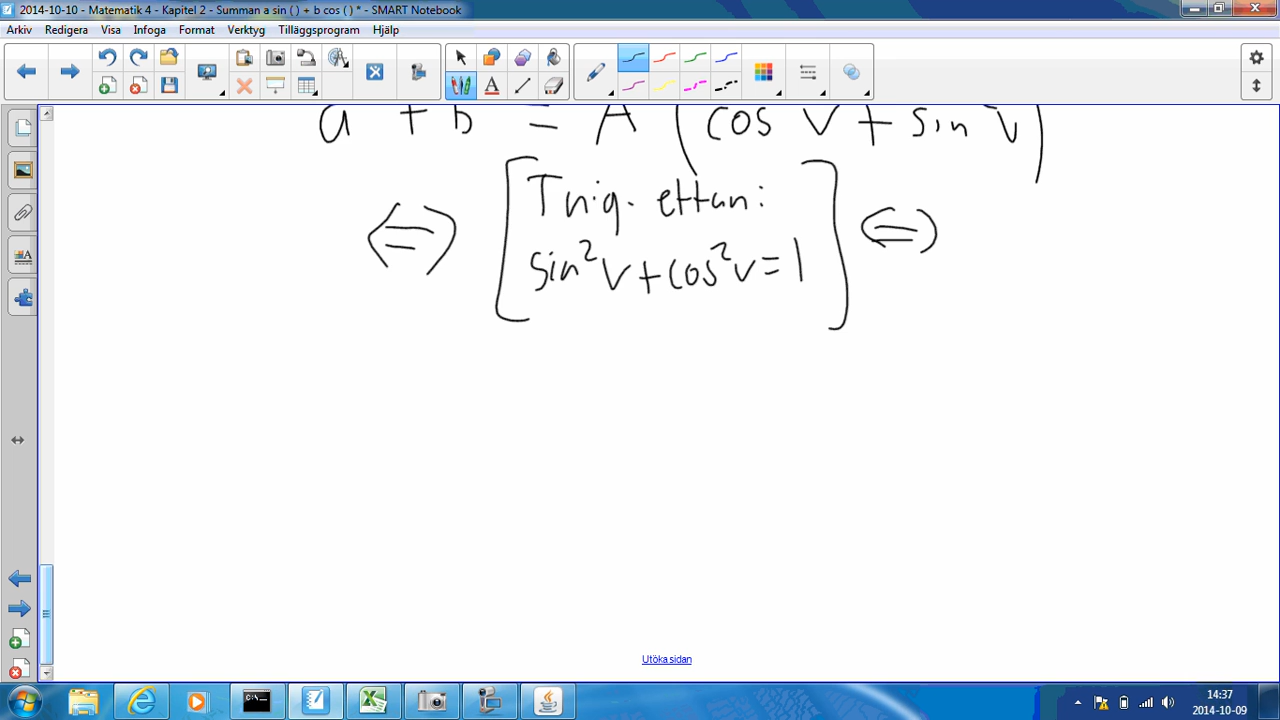 2014-10-10 - Matematik 4 - Kapitel 2 - Summan a sin ( ) + b cos ( ) * - SMART Notebook
Arkiv Redigera Visa Infoga Format Verktyg Tilläggsprogram Hjälp
a + b = A (cos v + sin v)
⇔ [Trig. ettan: ⇔
sin²v+cos²v=1]
Utöka sidan
14:37
2014-10-09